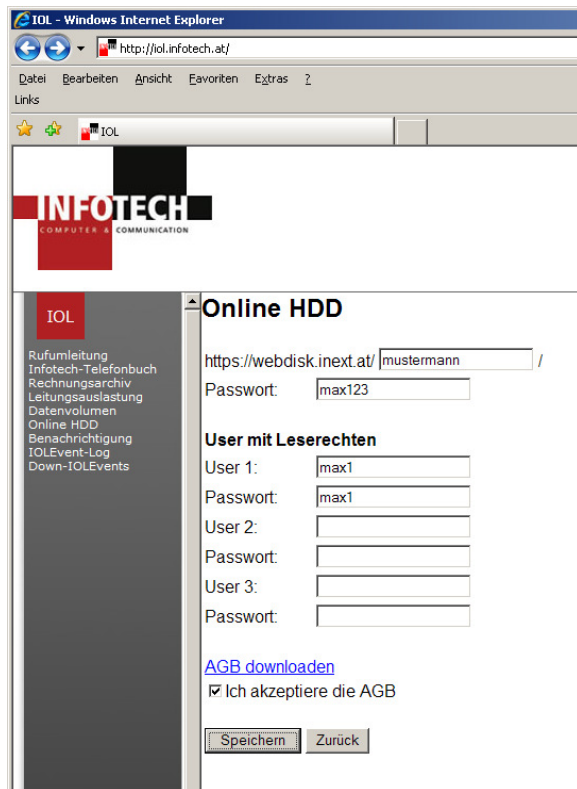 IOL - Windows Internet Explorer
http://iol.infotech.at/
Datei Bearbeiten Ansicht Favoriten Extras ?
Links
IOL
INFOTECH
COMPUTER & COMMUNICATION
IOL
Rufumleitung
Infotech-Telefonbuch
Rechnungsarchiv
Leitungsauslastung
Datenvolumen
Online HDD
Benachrichtigung
IOLEvent-Log
Down-IOLEvents
Online HDD
https://webdisk.inext.at/ mustermann /
Passwort: max123
User mit Leserechten
User 1: max1
Passwort: max1
User 2:
Passwort:
User 3:
Passwort:
AGB downloaden
Ich akzeptiere die AGB
Speichern Zurück